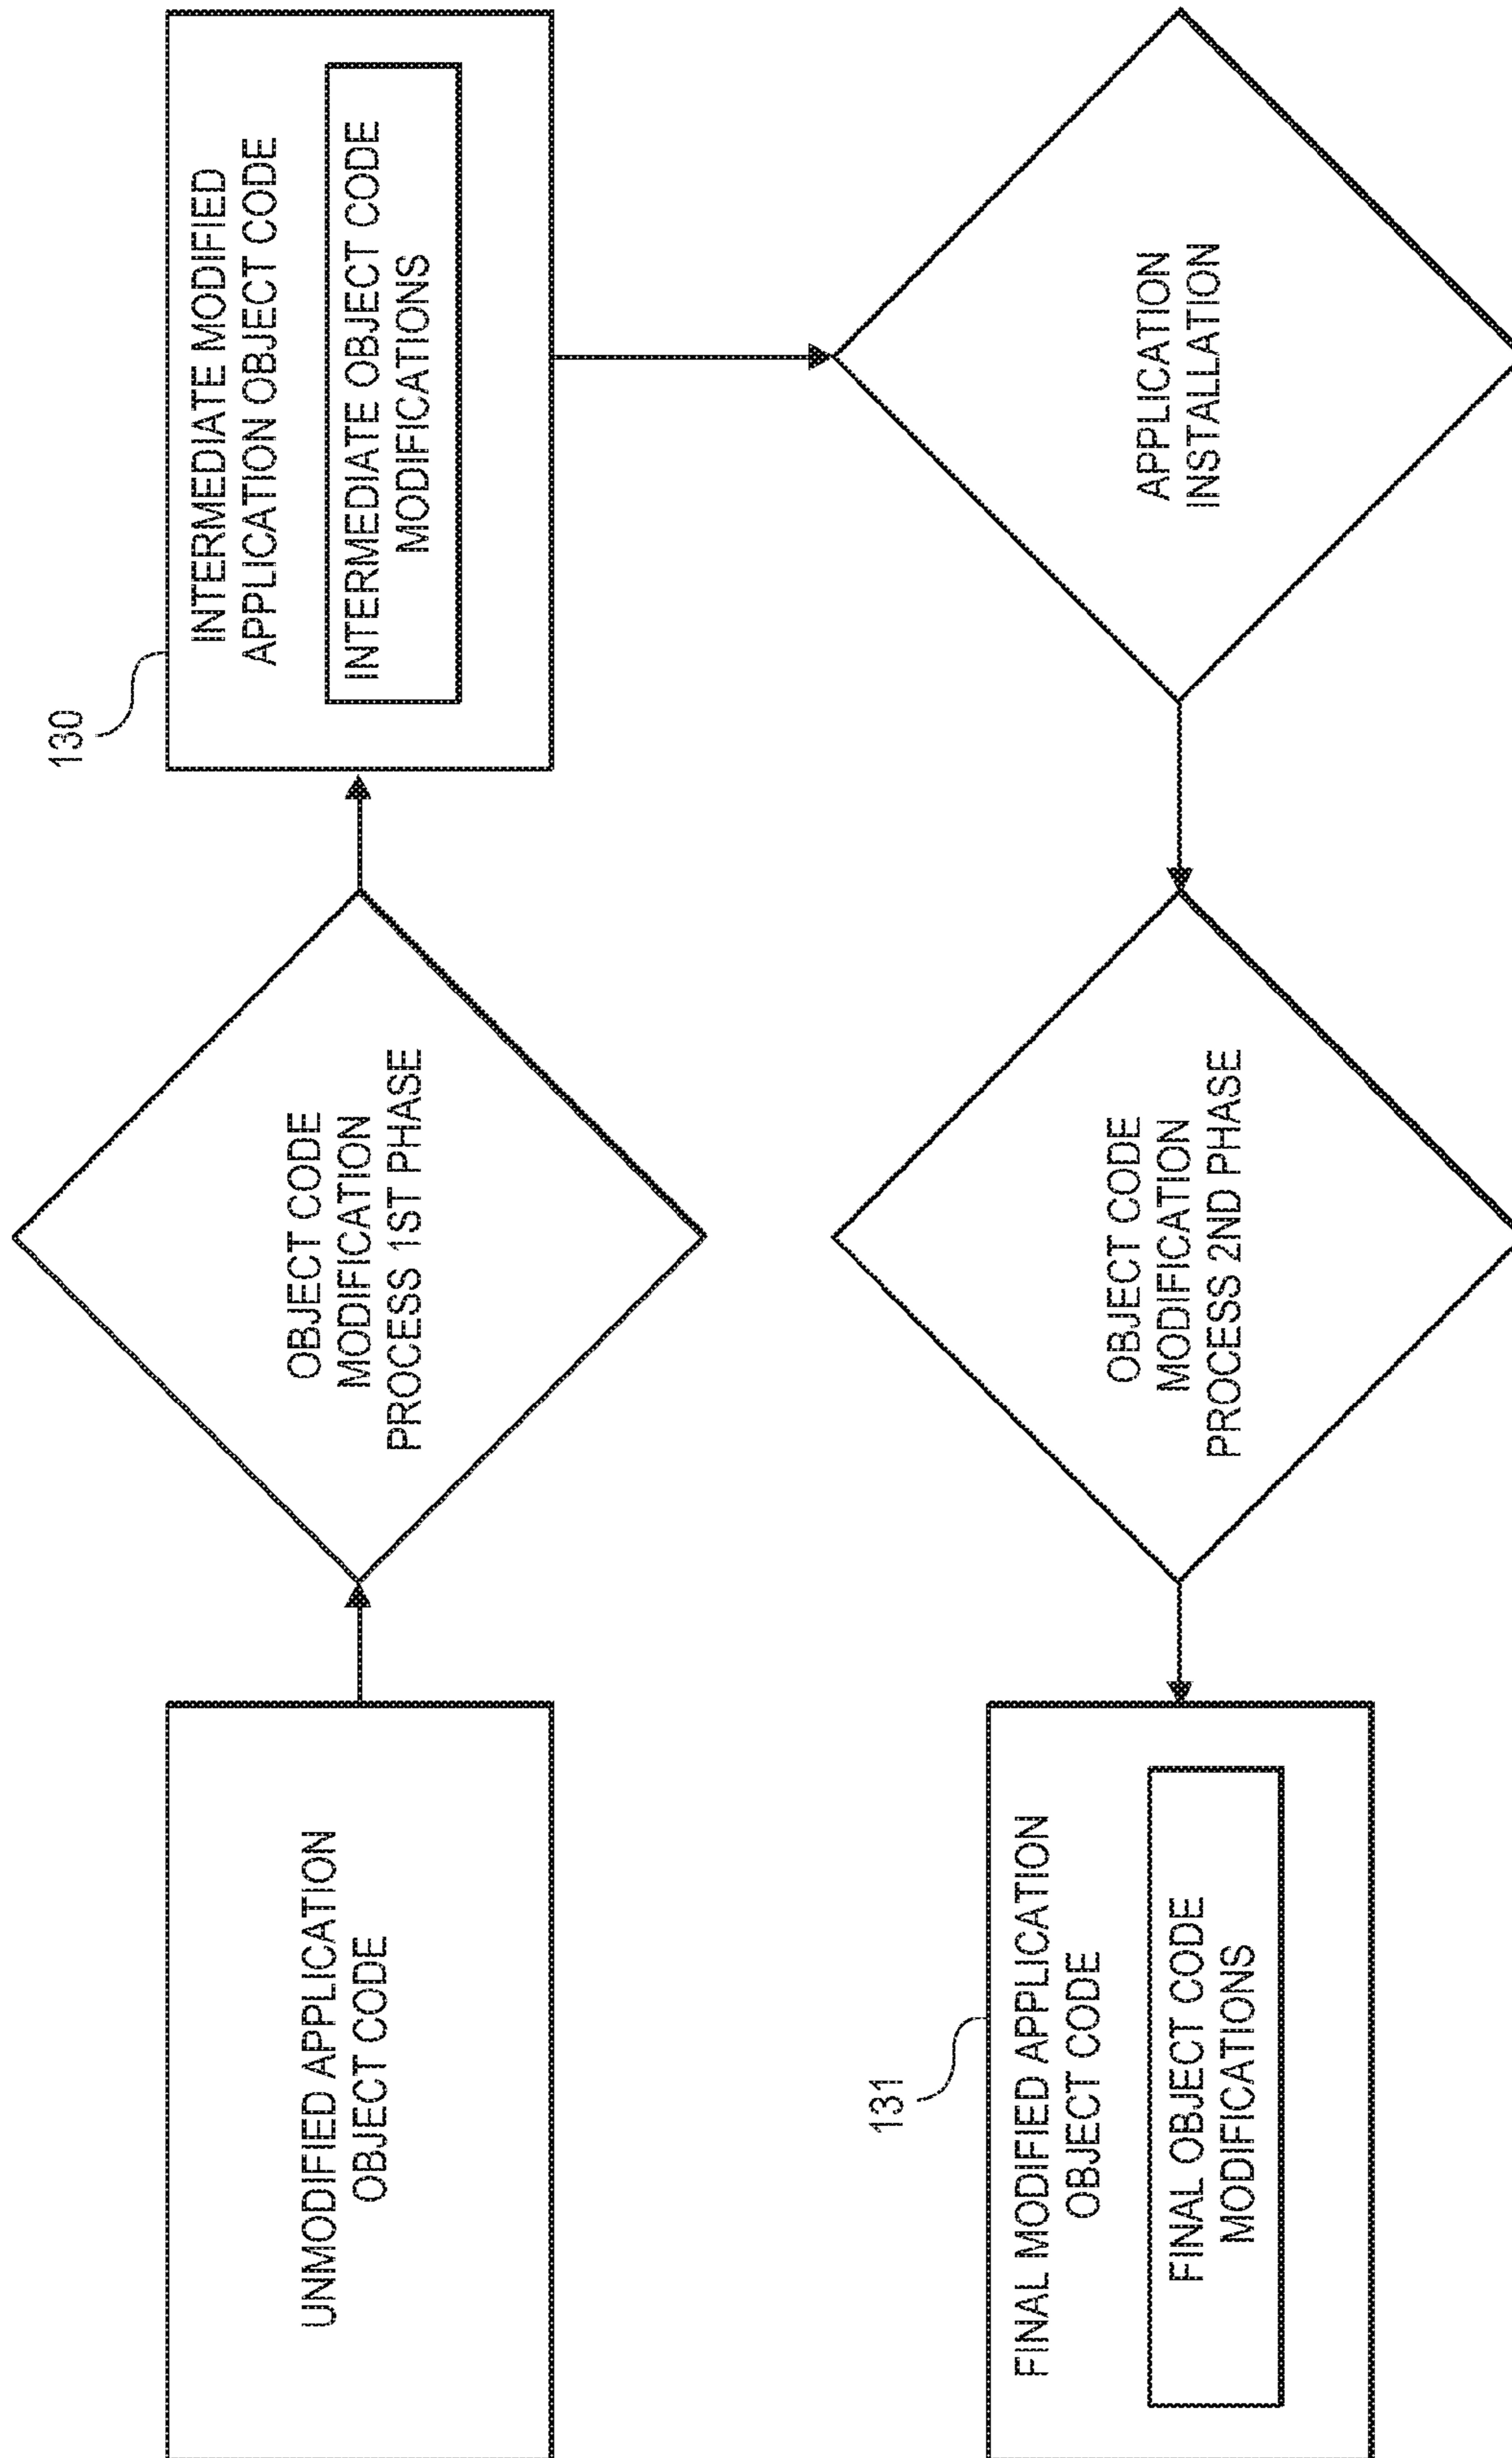 UNMODIFIED APPLICATION
OBJECT CODE
OBJECT CODE
MODIFICATION
PROCESS 1ST PHASE
130
INTERMEDIATE MODIFIED
APPLICATION OBJECT CODE
INTERMEDIATE OBJECT CODE
MODIFICATIONS
APPLICATION
INSTALLATION
OBJECT CODE
MODIFICATION
PROCESS 2ND PHASE
131
FINAL MODIFIED APPLICATION
OBJECT CODE
FINAL OBJECT CODE
MODIFICATIONS